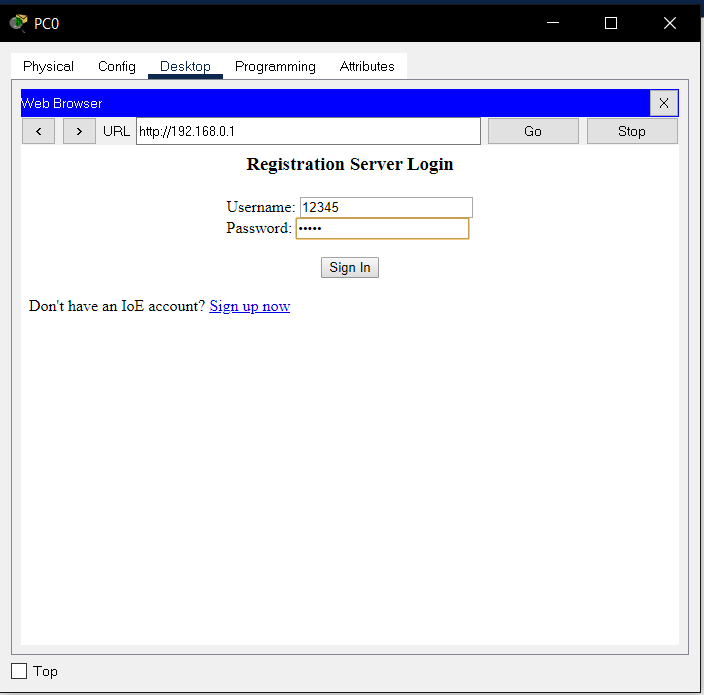 PC0
Physical Config Desktop Programming Attributes
Web Browser X
< > URL http://192.168.0.1 Go Stop
Registration Server Login
Username: 12345
Password: •••••
Sign In
Don't have an IoE account? Sign up now
Top